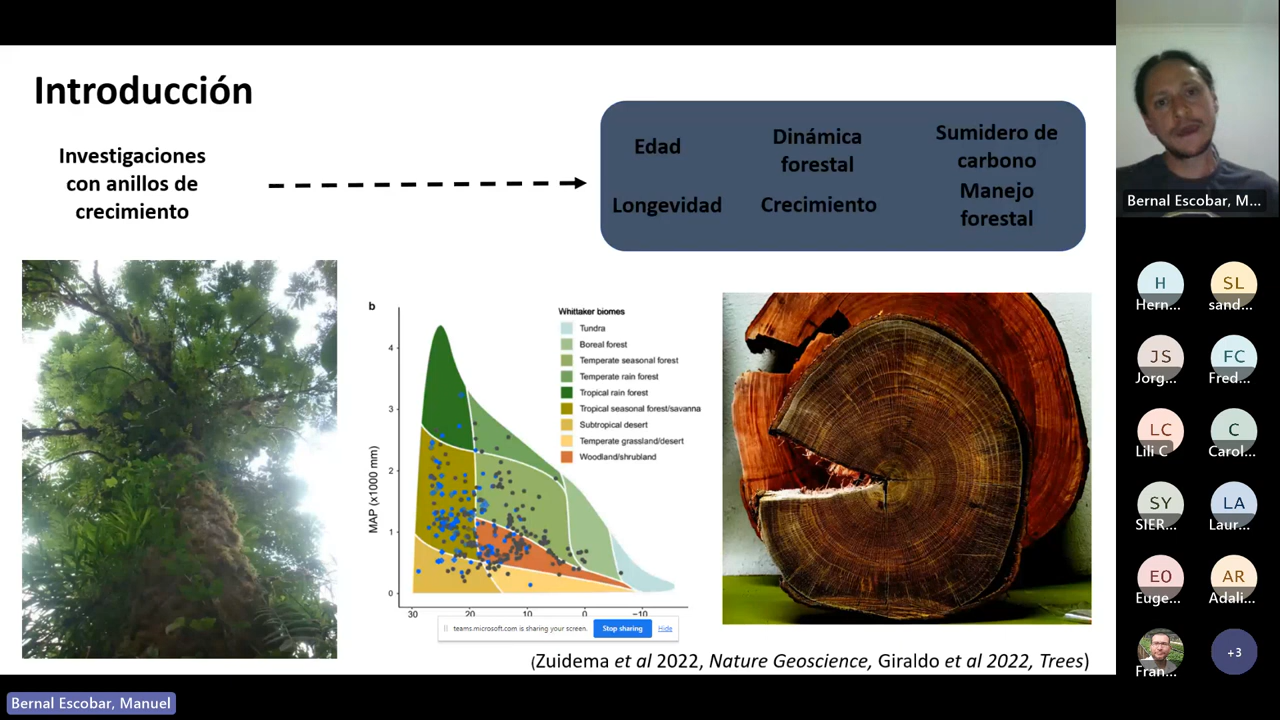 Introducción
Investigaciones
con anillos de
crecimiento
Edad
Dinámica
forestal
Sumidero de
carbono
Longevidad
Crecimiento
Manejo
forestal
b
Whittaker biomes
Tundra
Boreal forest
Temperate seasonal forest
Temperate rain forest
Tropical rain forest
Tropical seasonal forest/savanna
Subtropical desert
Temperate grassland/desert
Woodland/shrubland
MAP (x1000 mm)
4
3
2
1
0
30 20 10 0 −10
teams.microsoft.com is sharing your screen. Stop sharing Hide
(Zuidema et al 2022, Nature Geoscience, Giraldo et al 2022, Trees)
Bernal Escobar, Manuel
Bernal Escobar, M...
H SL
Hern... sand...
JS FC
Jorg... Fred...
LC C
Lili C Carol...
SY LA
SIER... Laur...
EO AR
Euge... Adali...
Fran... +3